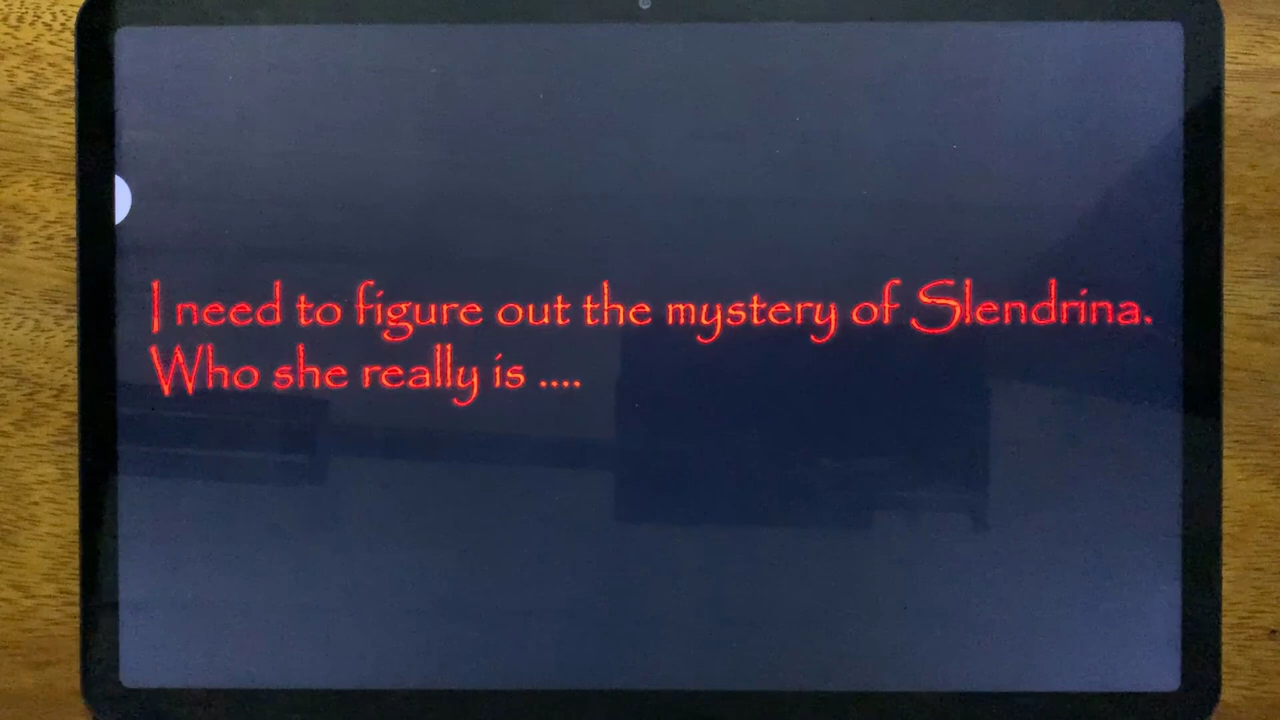 I need to figure out the mystery of Slendrina.
Who she really is ....